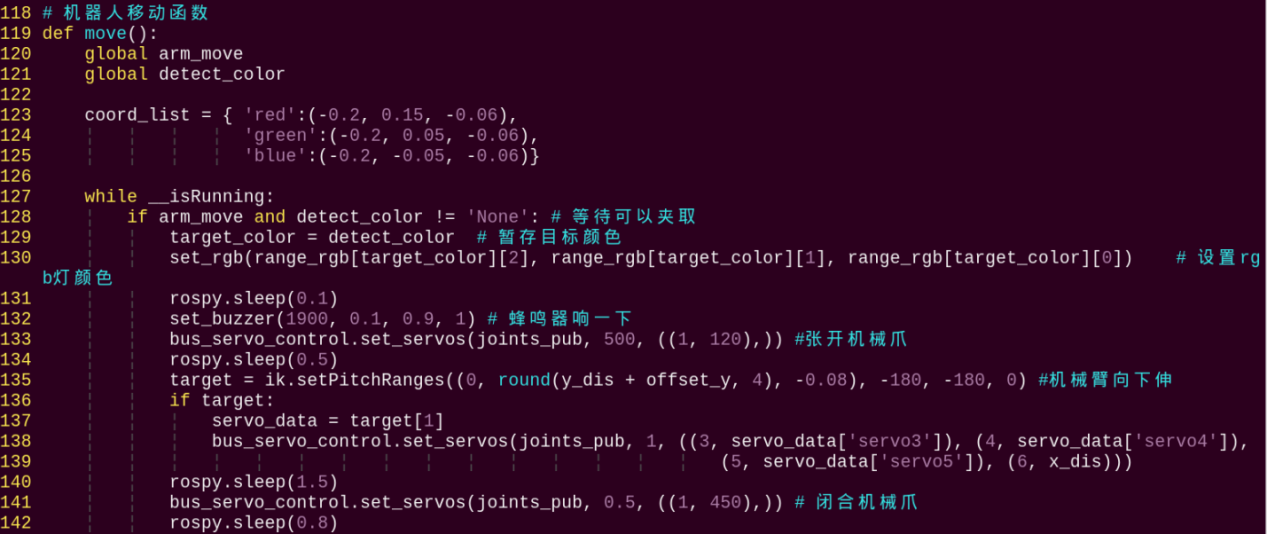 118 # 机器人移动函数
119 def move():
120     global arm_move
121     global detect_color
122
123     coord_list = { 'red':(-0.2, 0.15, -0.06),
124                    'green':(-0.2, 0.05, -0.06),
125                    'blue':(-0.2, -0.05, -0.06)}
126
127     while __isRunning:
128         if arm_move and detect_color != 'None': # 等待可以夹取
129             target_color = detect_color  # 暂存目标颜色
130             set_rgb(range_rgb[target_color][2], range_rgb[target_color][1], range_rgb[target_color][0])    # 设置rg
b灯颜色
131             rospy.sleep(0.1)
132             set_buzzer(1900, 0.1, 0.9, 1) # 蜂鸣器响一下
133             bus_servo_control.set_servos(joints_pub, 500, ((1, 120),)) #张开机械爪
134             rospy.sleep(0.5)
135             target = ik.setPitchRanges((0, round(y_dis + offset_y, 4), -0.08), -180, -180, 0) #机械臂向下伸
136             if target:
137                 servo_data = target[1]
138                 bus_servo_control.set_servos(joints_pub, 1, ((3, servo_data['servo3']), (4, servo_data['servo4']),
139                                                                 (5, servo_data['servo5']), (6, x_dis)))
140             rospy.sleep(1.5)
141             bus_servo_control.set_servos(joints_pub, 0.5, ((1, 450),)) # 闭合机械爪
142             rospy.sleep(0.8)